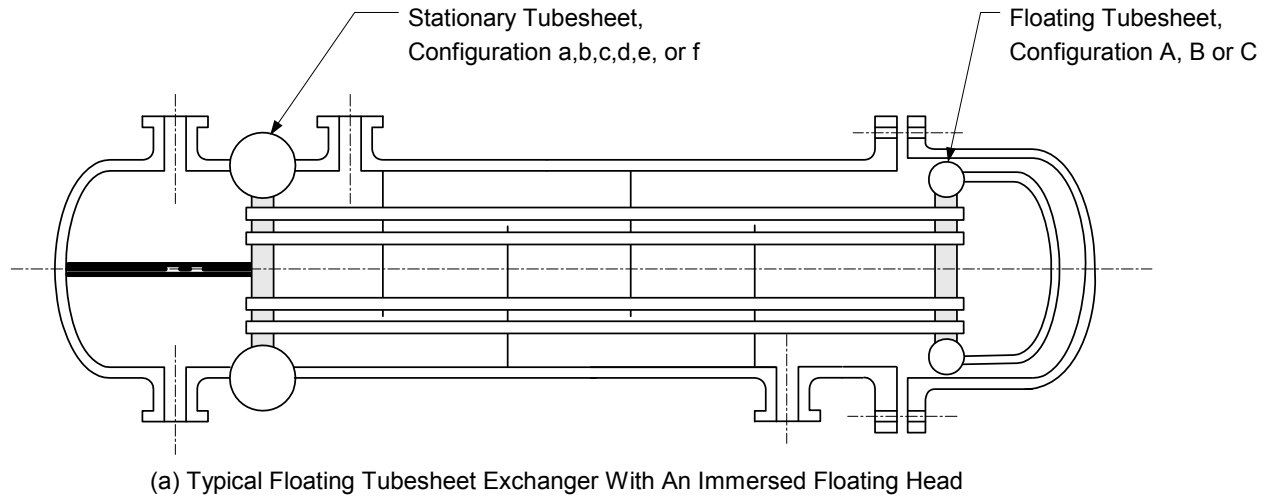 Stationary Tubesheet,
Configuration a,b,c,d,e, or f
Floating Tubesheet,
Configuration A, B or C
(a) Typical Floating Tubesheet Exchanger With An Immersed Floating Head